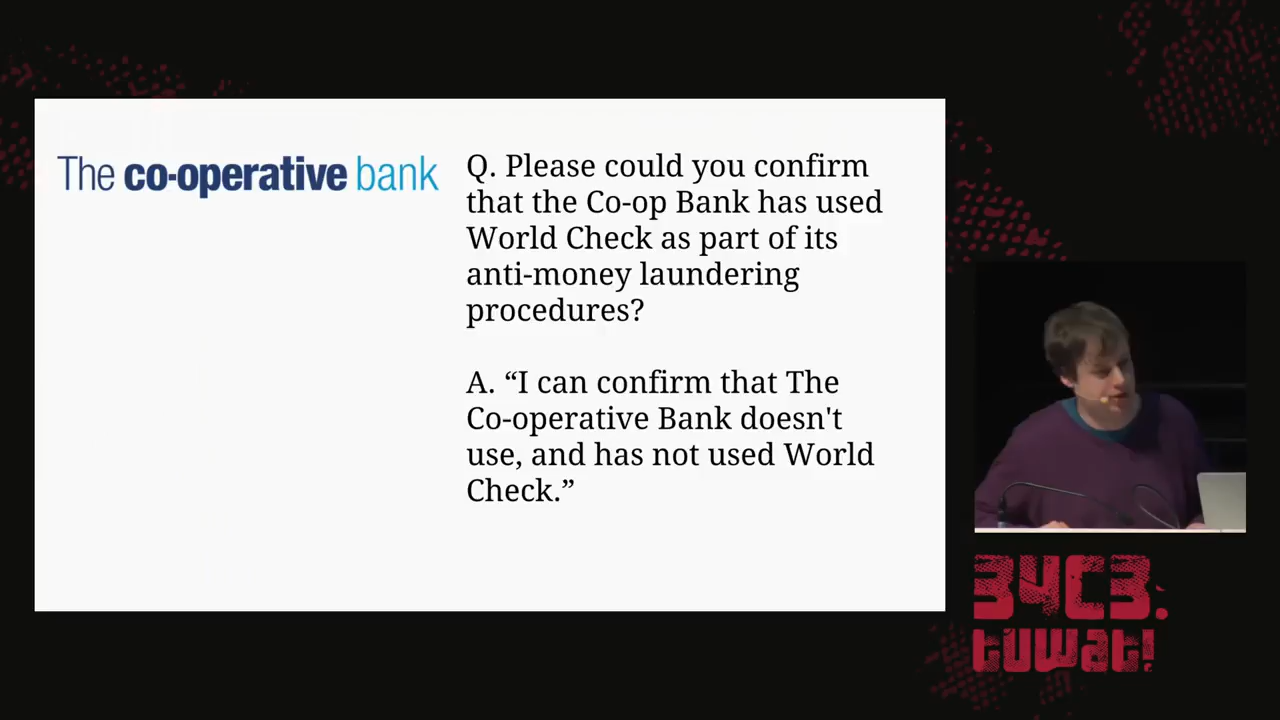 The co-operative bank
Q. Please could you confirm
that the Co-op Bank has used
World Check as part of its
anti-money laundering
procedures?
A. “I can confirm that The
Co-operative Bank doesn't
use, and has not used World
Check.”
34C3.
tuwat!